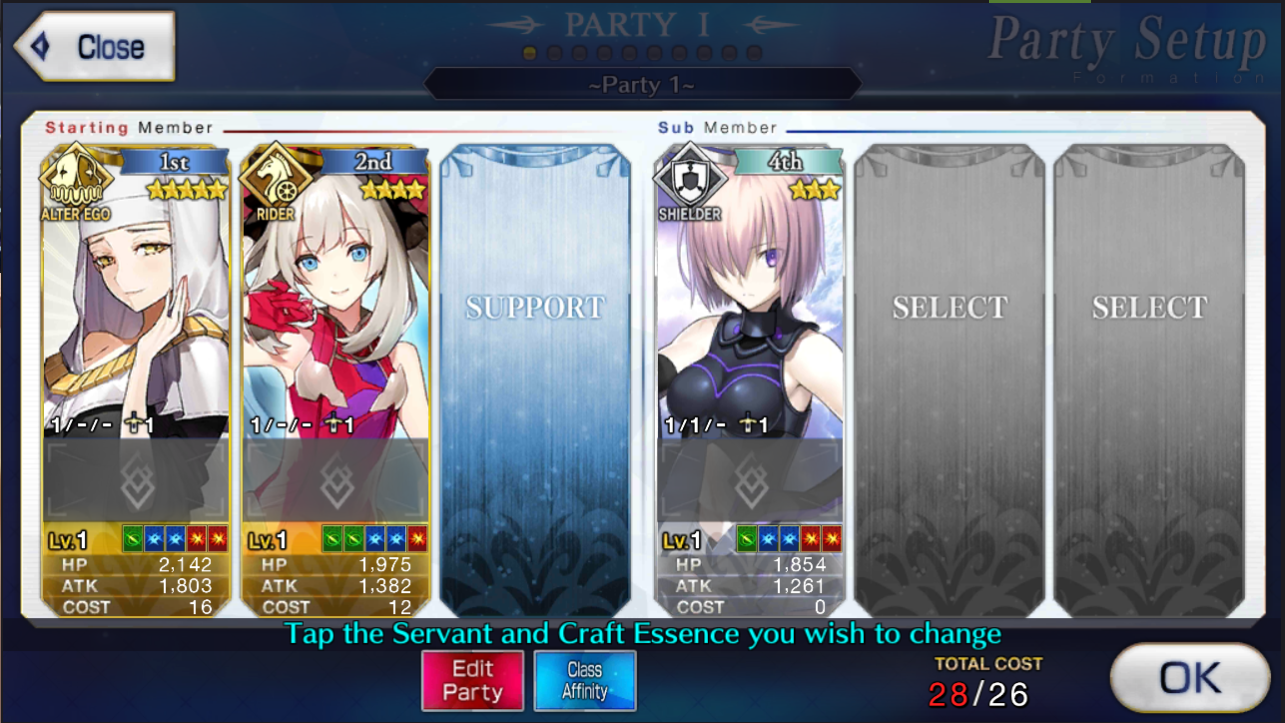 Close
PARTY I
Party Setup
Formation
~Party 1~
Starting Member
Sub Member
1st
ALTER EGO
1/-/- 1
Lv.1
HP 2,142
ATK 1,803
COST 16
2nd
RIDER
1/-/- 1
Lv.1
HP 1,975
ATK 1,382
COST 12
SUPPORT
4th
SHIELDER
1/1/- 1
Lv.1
HP 1,854
ATK 1,261
COST 0
SELECT
SELECT
Tap the Servant and Craft Essence you wish to change
Edit
Party
Class
Affinity
TOTAL COST
28/26
OK